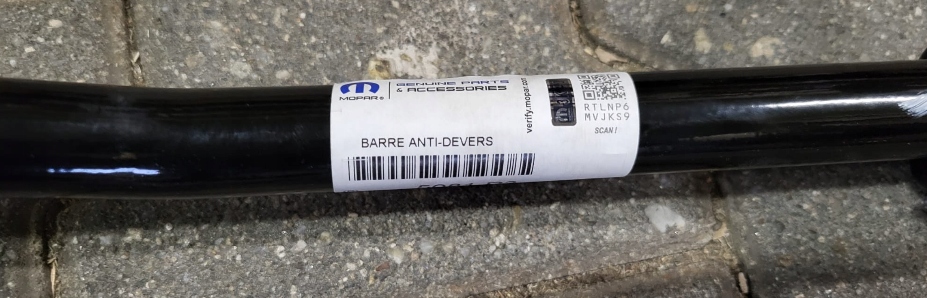 MOPAR®
GENUINE PARTS
& ACCESSORIES
verify.mopar.com
RTLNP6
MVJKS9
SCAN!
BARRE ANTI-DEVERS